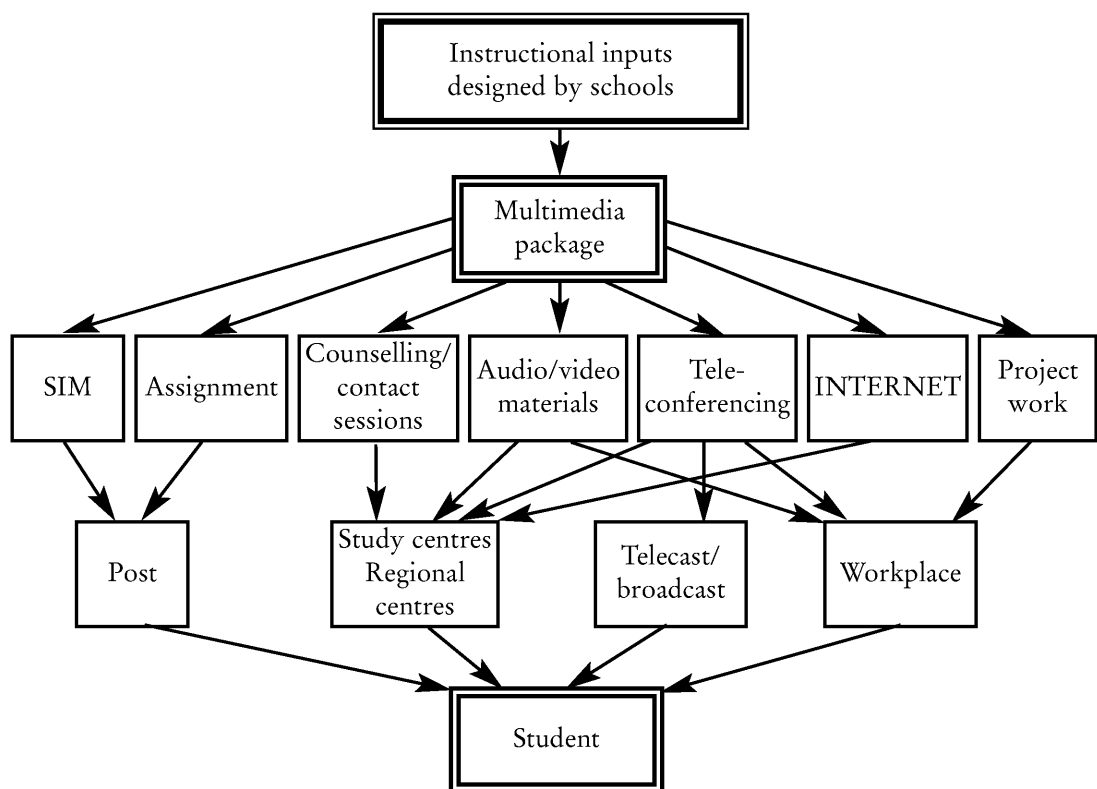 Instructional inputs
designed by schools
Multimedia
package
SIM
Assignment
Counselling/
contact
sessions
Audio/video
materials
Tele-
conferencing
INTERNET
Project
work
Post
Study centres
Regional
centres
Telecast/
broadcast
Workplace
Student